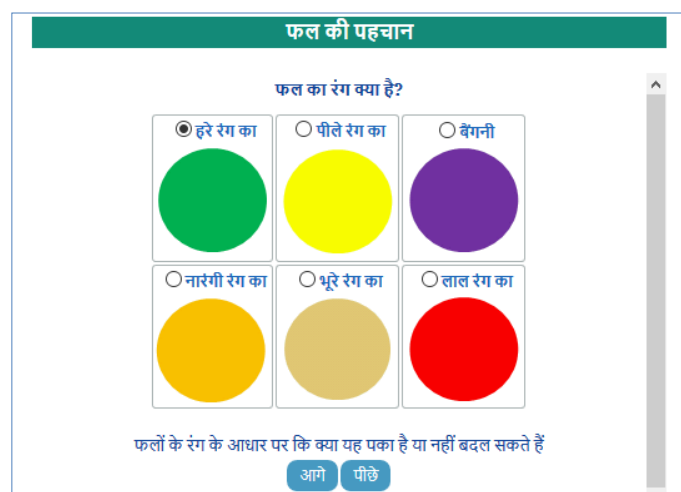 फल की पहचान
फल का रंग क्या है?
हरे रंग का पीले रंग का बैंगनी
नारंगी रंग का भूरे रंग का लाल रंग का
फलों के रंग के आधार पर कि क्या यह पका है या नहीं बदल सकते हैं
आगे पीछे